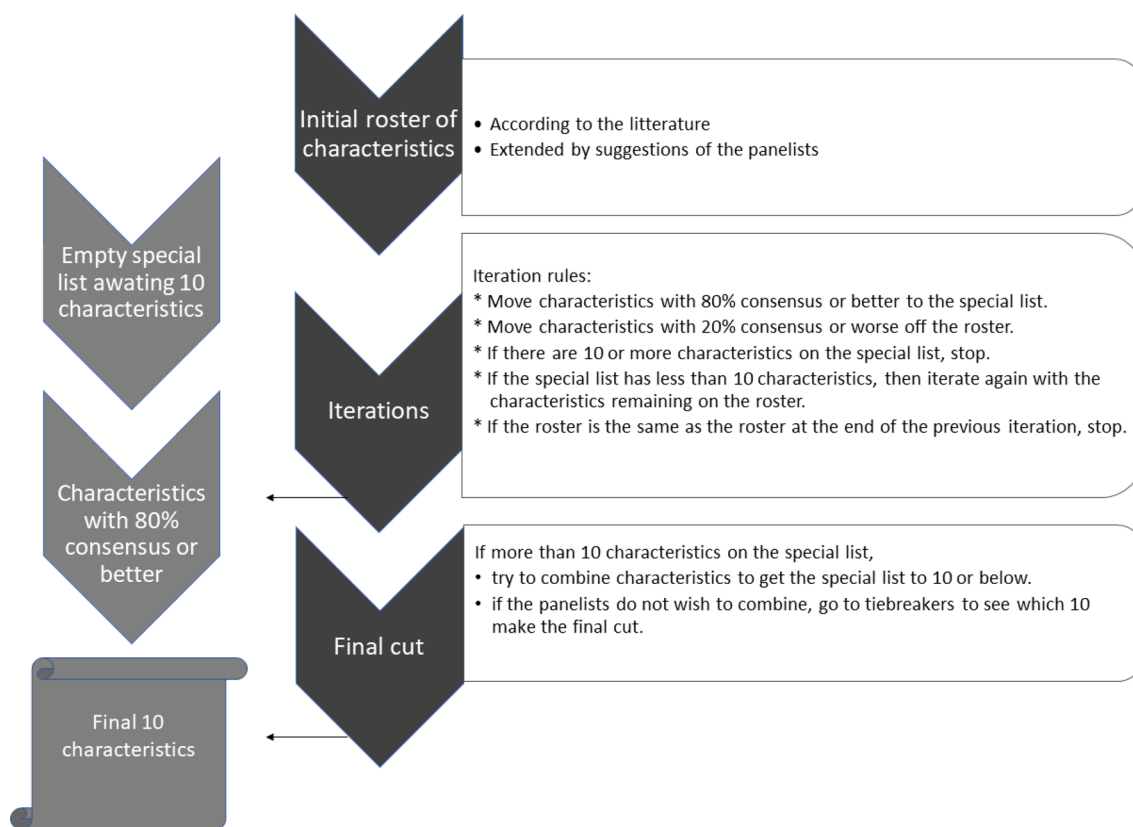 Initial roster of
characteristics
• According to the litterature
• Extended by suggestions of the panelists
Empty special
list awating 10
characteristics
Iterations
Iteration rules:
* Move characteristics with 80% consensus or better to the special list.
* Move characteristics with 20% consensus or worse off the roster.
* If there are 10 or more characteristics on the special list, stop.
* If the special list has less than 10 characteristics, then iterate again with the
characteristics remaining on the roster.
* If the roster is the same as the roster at the end of the previous iteration, stop.
Characteristics
with 80%
consensus or
better
Final cut
If more than 10 characteristics on the special list,
• try to combine characteristics to get the special list to 10 or below.
• if the panelists do not wish to combine, go to tiebreakers to see which 10
make the final cut.
Final 10
characteristics